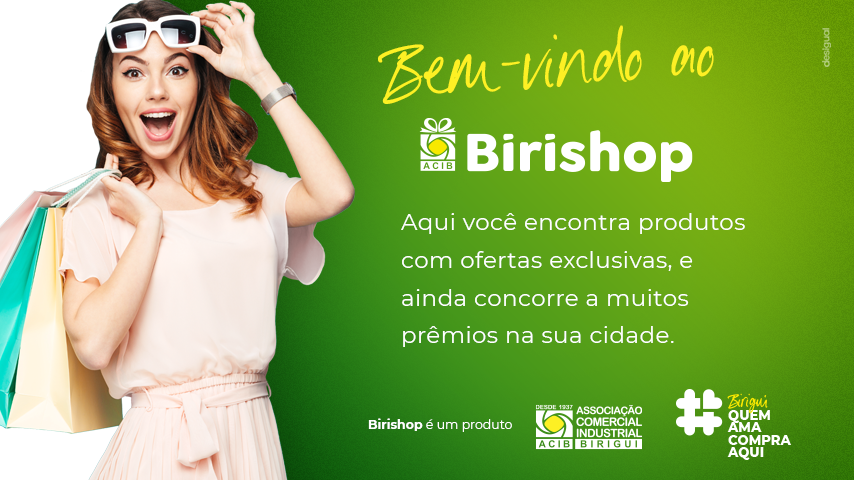 desigual
Bem-vindo ao
ACIB
Birishop
Aqui você encontra produtos
com ofertas exclusivas, e
ainda concorre a muitos
prêmios na sua cidade.
Birishop é um produto
DESDE 1937
ASSOCIAÇÃO
COMERCIAL
INDUSTRIAL
ACIB BIRIGUI
Birigui
QUEM
AMA
COMPRA
AQUI